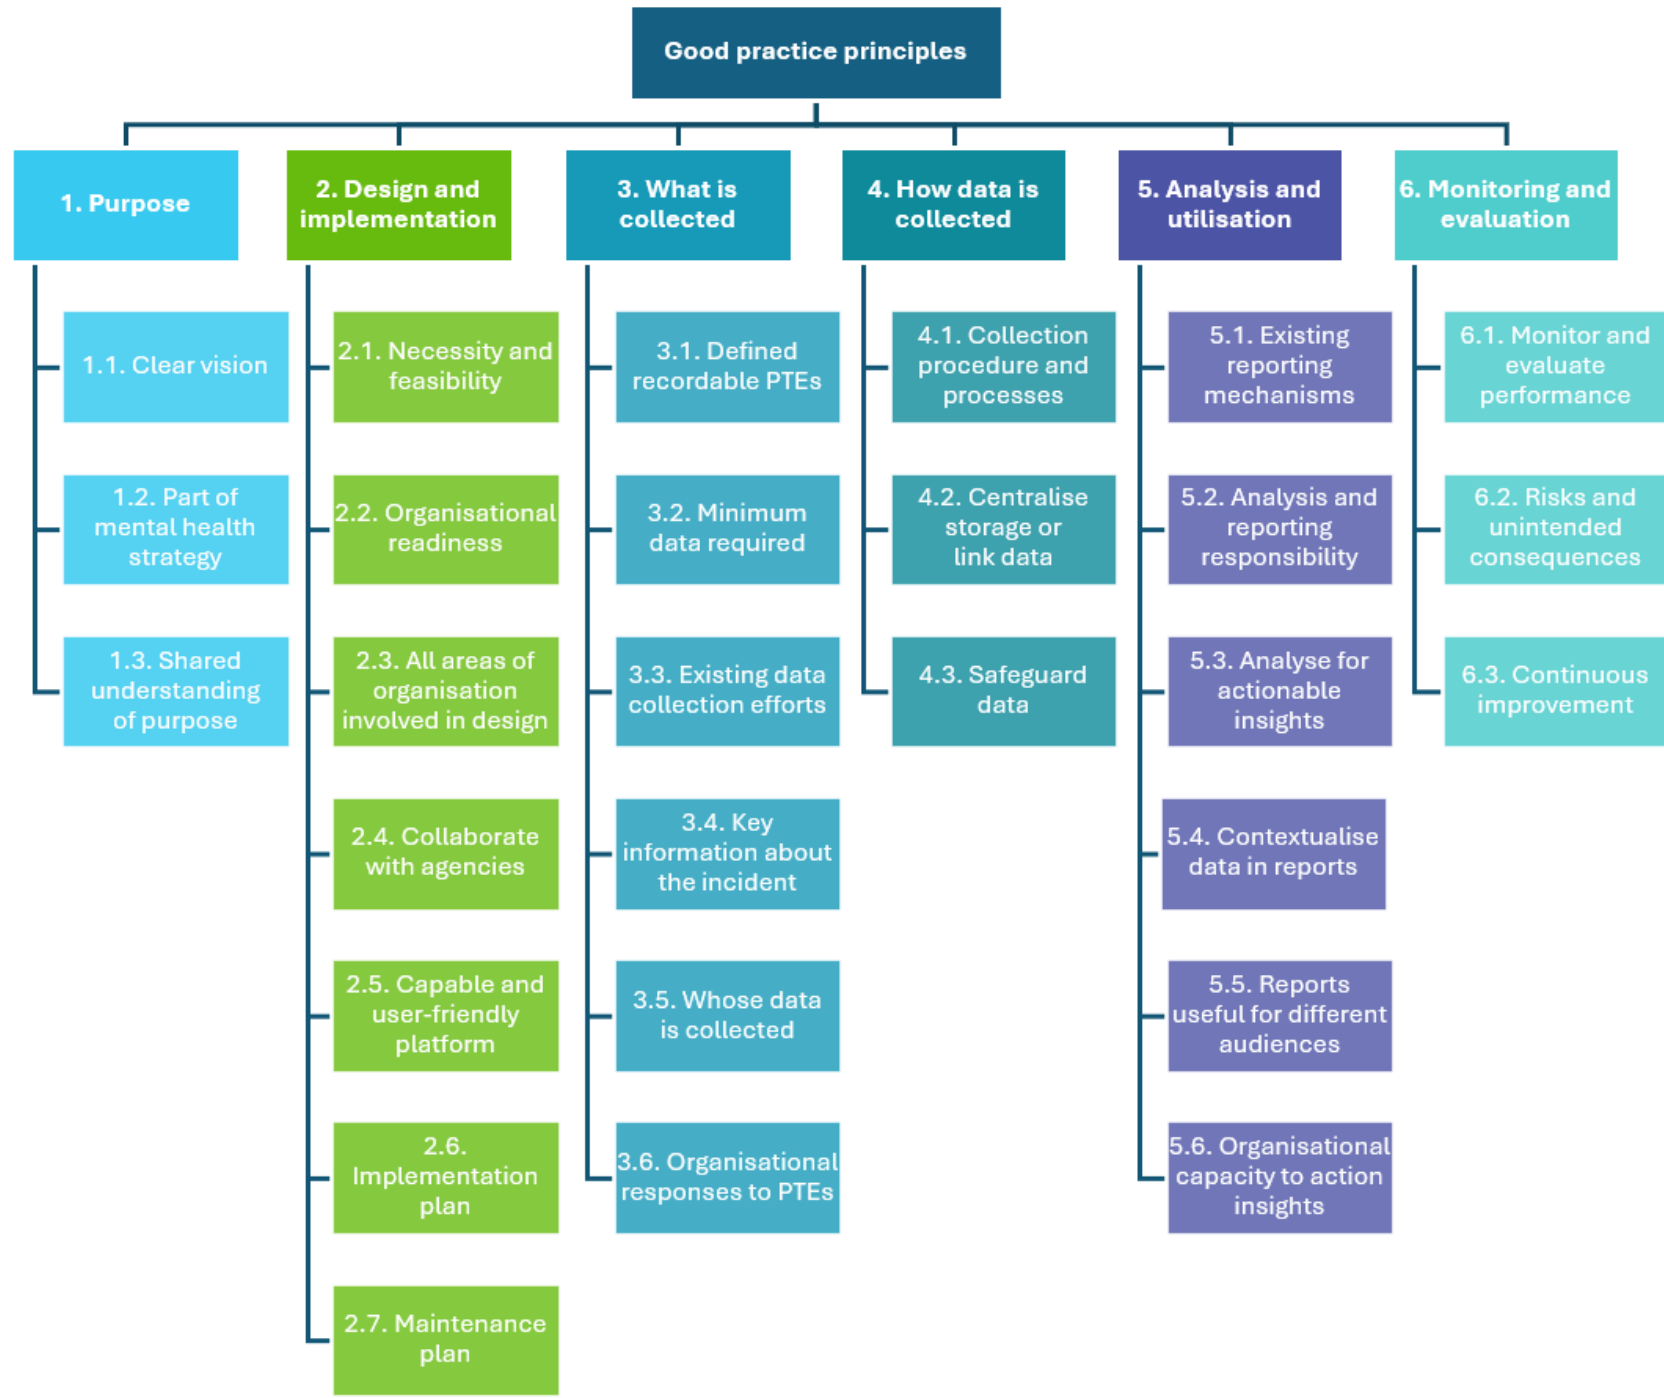 Good practice principles
1. Purpose
2. Design and
implementation
3. What is
collected
4. How data is
collected
5. Analysis and
utilisation
6. Monitoring and
evaluation
1.1. Clear vision
1.2. Part of
mental health
strategy
1.3. Shared
understanding
of purpose
2.1. Necessity and
feasibility
2.2. Organisational
readiness
2.3. All areas of
organisation
involved in design
2.4. Collaborate
with agencies
2.5. Capable and
user-friendly
platform
2.6.
Implementation
plan
2.7. Maintenance
plan
3.1. Defined
recordable PTEs
3.2. Minimum
data required
3.3. Existing data
collection efforts
3.4. Key
information about
the incident
3.5. Whose data
is collected
3.6. Organisational
responses to PTEs
4.1. Collection
procedure and
processes
4.2. Centralise
storage or
link data
4.3. Safeguard
data
5.1. Existing
reporting
mechanisms
5.2. Analysis and
reporting
responsibility
5.3. Analyse for
actionable
insights
5.4. Contextualise
data in reports
5.5. Reports
useful for different
audiences
5.6. Organisational
capacity to action
insights
6.1. Monitor and
evaluate
performance
6.2. Risks and
unintended
consequences
6.3. Continuous
improvement